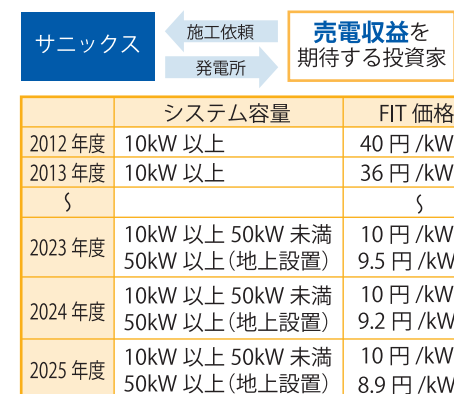 サニックス
施工依頼
発電所
売電収益を
期待する投資家
システム容量 FIT 価格
2012 年度 10kW 以上 40 円 /kW
2013 年度 10kW 以上 36 円 /kW
〜 〜
2023 年度
10kW 以上 50kW 未満 10 円 /kW
50kW 以上(地上設置) 9.5 円 /kW
2024 年度
10kW 以上 50kW 未満 10 円 /kW
50kW 以上(地上設置) 9.2 円 /kW
2025 年度
10kW 以上 50kW 未満 10 円 /kW
50kW 以上(地上設置) 8.9 円 /kW